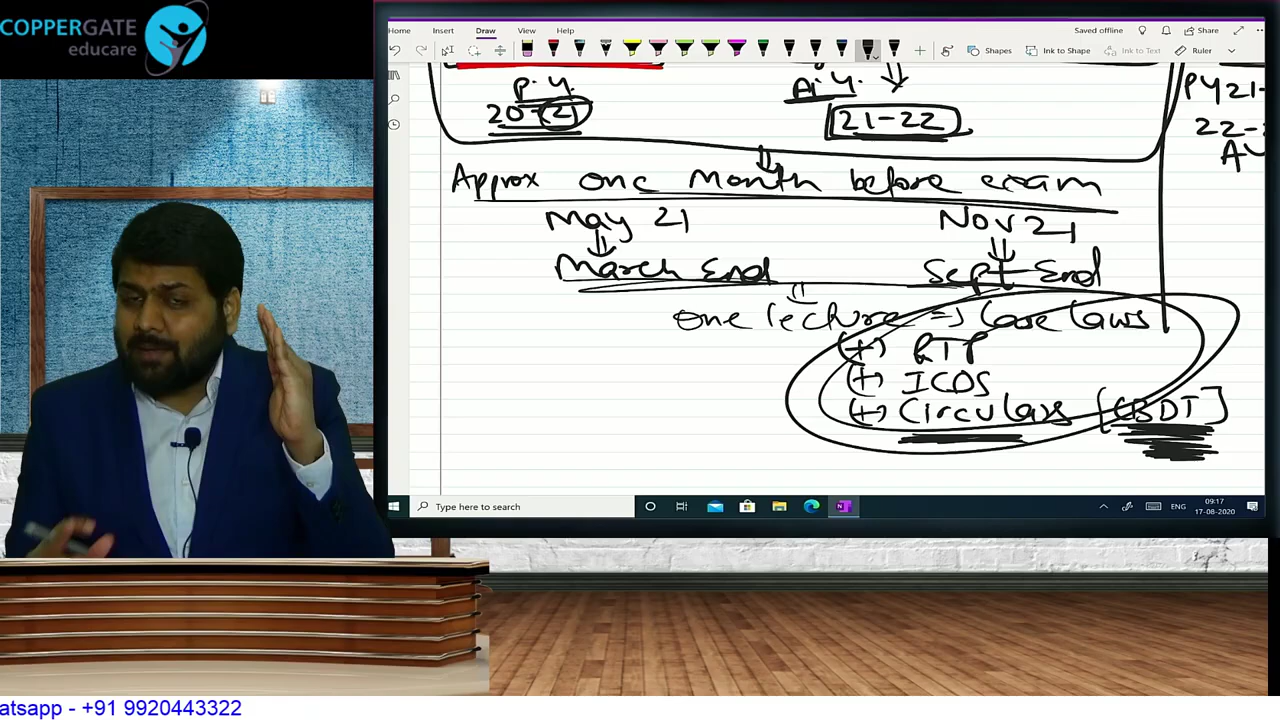 COPPERGATE
educare
Home Insert Draw View Help
Saved offline
Share
Shapes
Ink to Shape
Ink to Text
Ruler
P.Y.
20-21
A.Y.
21-22
PY 21-
22-2
Approx one Month before exam
May 21
Nov 21
March End
Sept End
one lecture => Case laws
(+) RTP
(+) ICDS
(+) Circulars [CBDT]
Type here to search
ENG
09:17
17-08-2020
atsapp - +91 9920443322